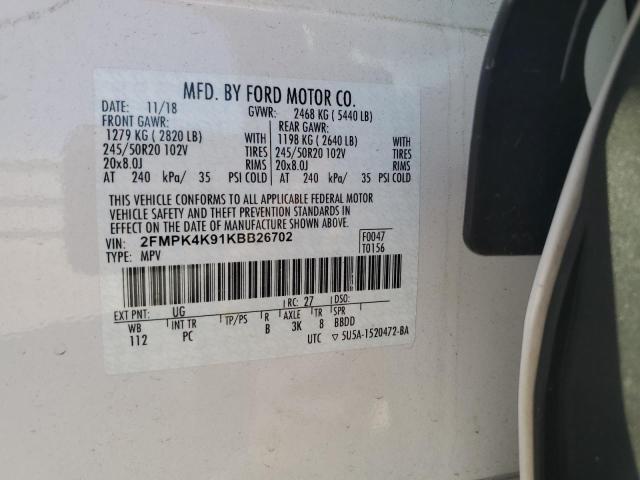 MFD. BY FORD MOTOR CO.
DATE: 11/18 GVWR: 2468 KG ( 5440 LB)
FRONT GAWR: REAR GAWR:
1279 KG ( 2820 LB) WITH 1198 KG ( 2640 LB) WITH
245/50R20 102V TIRES 245/50R20 102V TIRES
20x8.0J RIMS 20x8.0J RIMS
AT 240 kPa/ 35 PSI COLD AT 240 kPa/ 35 PSI COLD
THIS VEHICLE CONFORMS TO ALL APPLICABLE FEDERAL MOTOR
VEHICLE SAFETY AND THEFT PREVENTION STANDARDS IN
EFFECT ON THE DATE OF MANUFACTURE SHOWN ABOVE.
VIN: 2FMPK4K91KBB26702 F0047
TYPE: MPV T0156
EXT PNT: UG RC: 27 DSO:
WB INT TR TP/PS R AXLE TR SPR
112 PC B 3K 8 BBDD
UTC ▽ 5U5A-1520472-BA